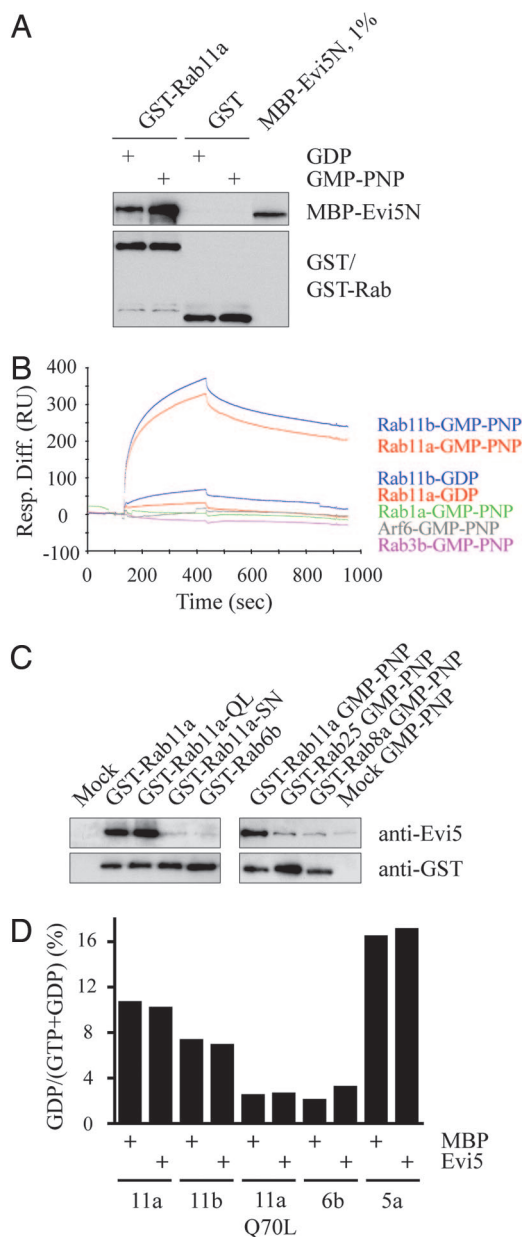 A
GST-Rab11a
GST
MBP-Evi5N, 1%
+ + GDP
+ + GMP-PNP
MBP-Evi5N
GST/
GST-Rab
B
400
300
200
100
0
-100
Resp. Diff. (RU)
0 200 400 600 800 1000
Time (sec)
Rab11b-GMP-PNP
Rab11a-GMP-PNP
Rab11b-GDP
Rab11a-GDP
Rab1a-GMP-PNP
Arf6-GMP-PNP
Rab3b-GMP-PNP
C
Mock
GST-Rab11a
GST-Rab11a-QL
GST-Rab11a-SN
GST-Rab6b
GST-Rab11a GMP-PNP
GST-Rab25 GMP-PNP
GST-Rab8a GMP-PNP
Mock GMP-PNP
anti-Evi5
anti-GST
D
GDP/(GTP+GDP) (%)
16
12
8
4
0
+ + + + + MBP
+ + + + + Evi5
11a 11b 11a 6b 5a
Q70L